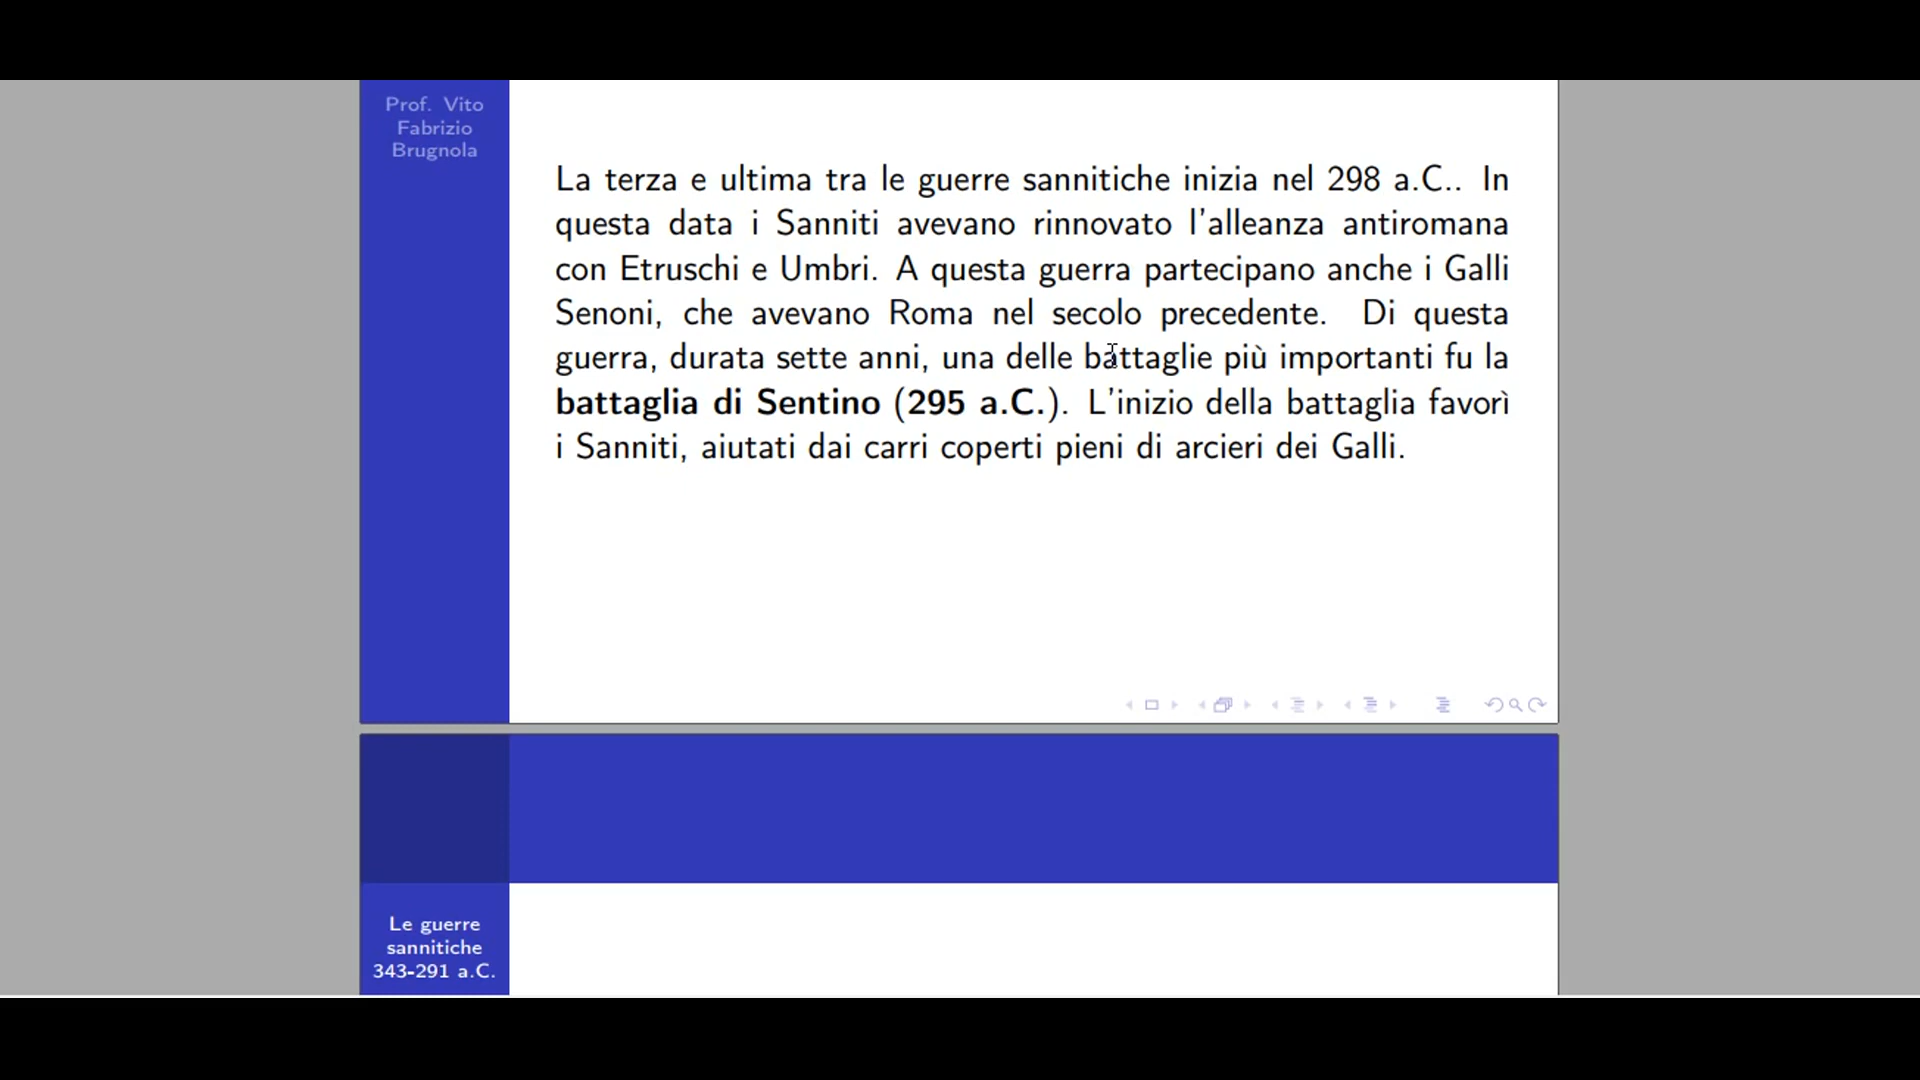 Prof. Vito
Fabrizio
Brugnola
La terza e ultima tra le guerre sannitiche inizia nel 298 a.C.. In
questa data i Sanniti avevano rinnovato l'alleanza antiromana
con Etruschi e Umbri. A questa guerra partecipano anche i Galli
Senoni, che avevano Roma nel secolo precedente. Di questa
guerra, durata sette anni, una delle battaglie più importanti fu la
battaglia di Sentino (295 a.C.). L'inizio della battaglia favorì
i Sanniti, aiutati dai carri coperti pieni di arcieri dei Galli.
Le guerre
sannitiche
343-291 a.C.